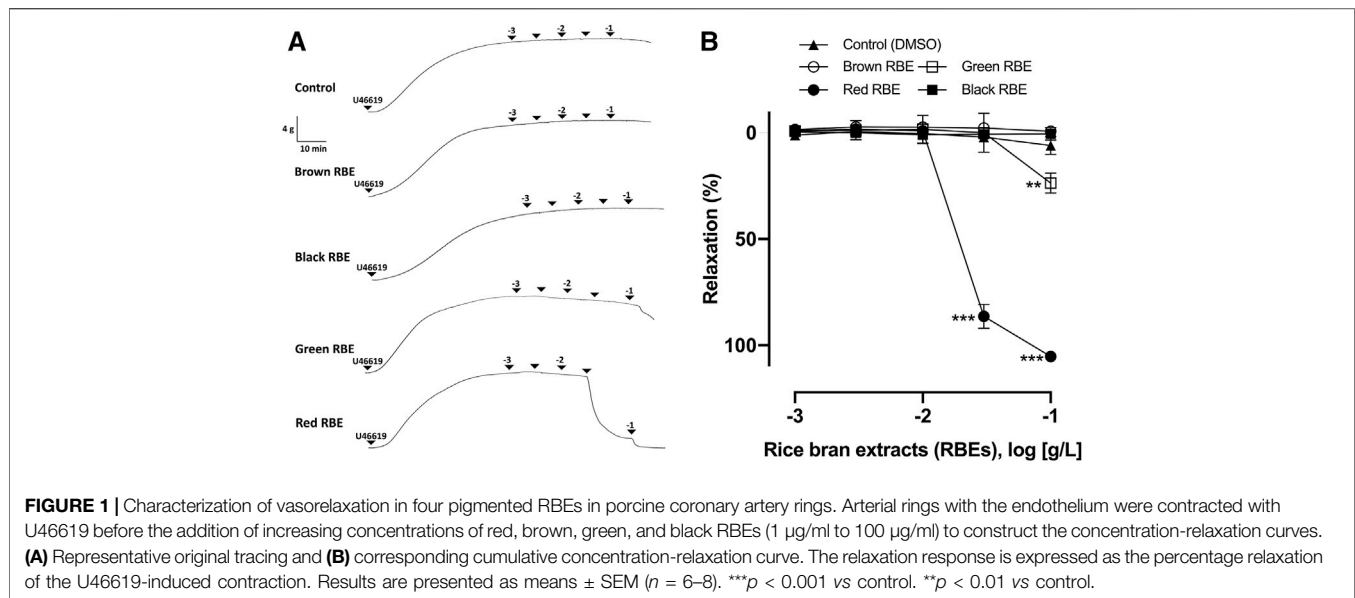 A
-3 -2 -1
U46619
Control
4 g
10 min
-3 -2 -1
U46619
Brown RBE
-3 -2 -1
U46619
Black RBE
-3 -2 -1
U46619
Green RBE
-3 -2 -1
U46619
Red RBE
B
Control (DMSO)
Brown RBE Green RBE
Red RBE Black RBE
0
50
100
Relaxation (%)
**
***
***
-3 -2 -1
Rice bran extracts (RBEs), log [g/L]
FIGURE 1 | Characterization of vasorelaxation in four pigmented RBEs in porcine coronary artery rings. Arterial rings with the endothelium were contracted with
U46619 before the addition of increasing concentrations of red, brown, green, and black RBEs (1 μg/ml to 100 μg/ml) to construct the concentration-relaxation curves.
(A) Representative original tracing and (B) corresponding cumulative concentration-relaxation curve. The relaxation response is expressed as the percentage relaxation
of the U46619-induced contraction. Results are presented as means ± SEM (n = 6–8). ***p < 0.001 vs control. **p < 0.01 vs control.